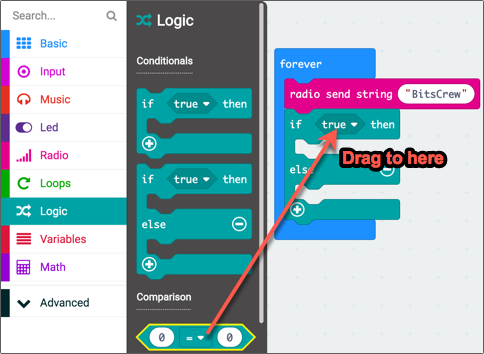 Search...
Basic
Input
Music
Led
Radio
Loops
Logic
Variables
Math
Advanced
Logic
Conditionals
if true then
if true then
else
Comparison
0 = 0
forever
radio send string "BitsCrew"
if true then
Drag to here
else